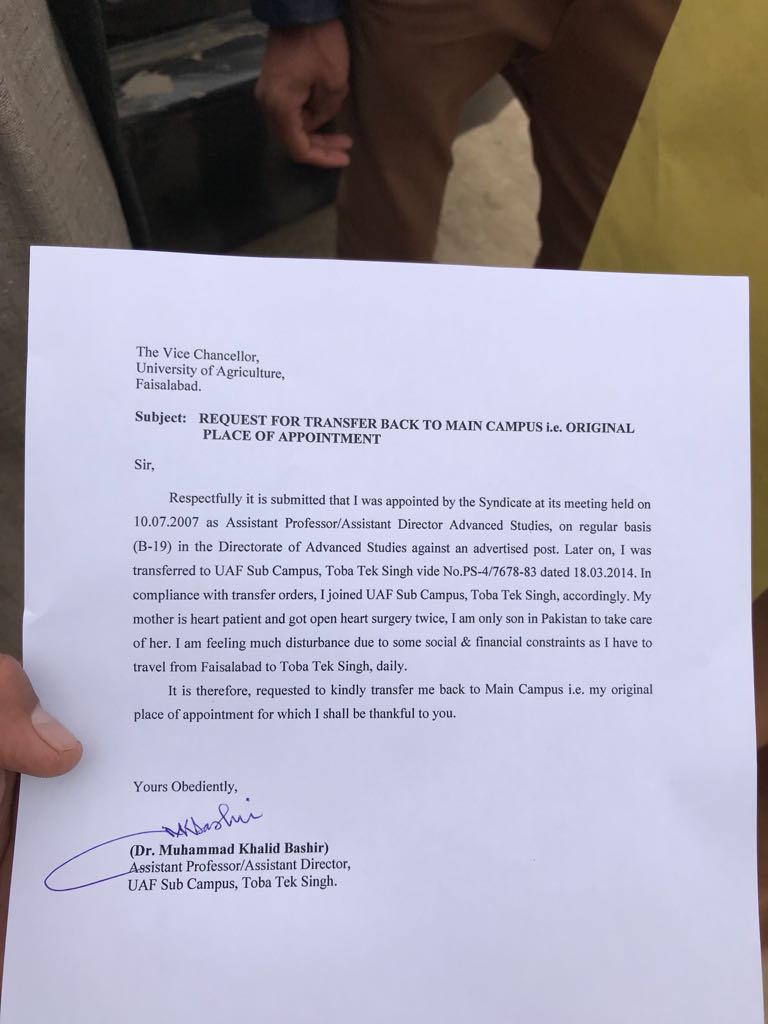 The Vice Chancellor,
University of Agriculture,
Faisalabad.
Subject: REQUEST FOR TRANSFER BACK TO MAIN CAMPUS i.e. ORIGINAL
PLACE OF APPOINTMENT
Sir,
Respectfully it is submitted that I was appointed by the Syndicate at its meeting held on
10.07.2007 as Assistant Professor/Assistant Director Advanced Studies, on regular basis
(B-19) in the Directorate of Advanced Studies against an advertised post. Later on, I was
transferred to UAF Sub Campus, Toba Tek Singh vide No.PS-4/7678-83 dated 18.03.2014. In
compliance with transfer orders, I joined UAF Sub Campus, Toba Tek Singh, accordingly. My
mother is heart patient and got open heart surgery twice, I am only son in Pakistan to take care
of her. I am feeling much disturbance due to some social & financial constraints as I have to
travel from Faisalabad to Toba Tek Singh, daily.
It is therefore, requested to kindly transfer me back to Main Campus i.e. my original
place of appointment for which I shall be thankful to you.
Yours Obediently,
MKBashir
(Dr. Muhammad Khalid Bashir)
Assistant Professor/Assistant Director,
UAF Sub Campus, Toba Tek Singh.